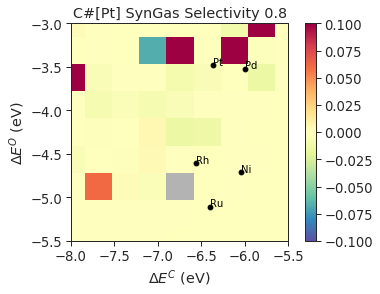 C#[Pt] SynGas Selectivity 0.8
−3.0
−3.5
−4.0
−4.5
−5.0
−5.5
ΔE^O (eV)
Pt
Pd
Rh
Ni
Ru
−8.0 −7.5 −7.0 −6.5 −6.0 −5.5
ΔE^C (eV)
0.100
0.075
0.050
0.025
0.000
−0.025
−0.050
−0.075
−0.100